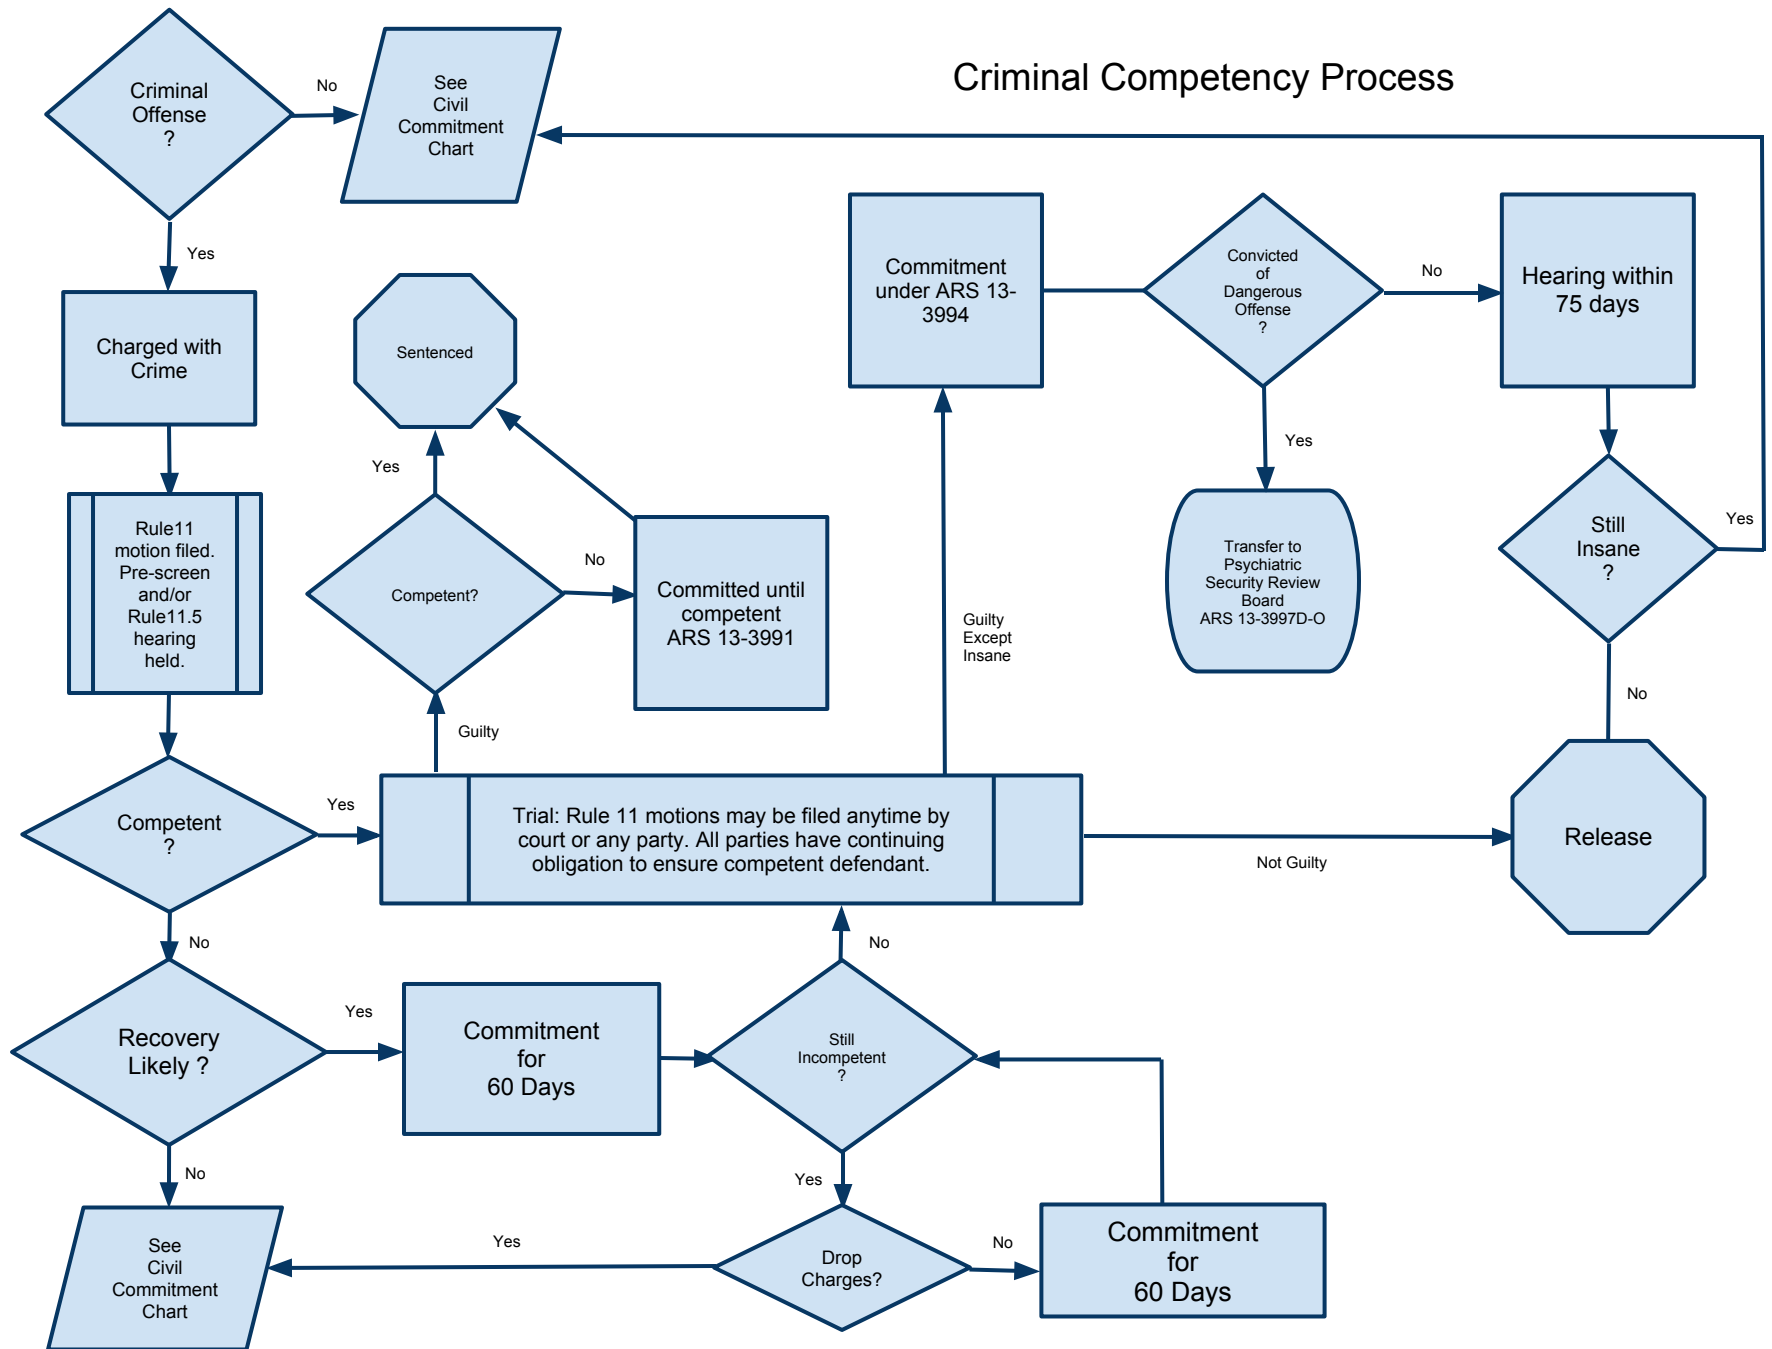 Criminal Competency Process
Criminal
Offense
?
No
See
Civil
Commitment
Chart
Yes
Charged with
Crime
Rule11
motion filed.
Pre-screen
and/or
Rule11.5
hearing
held.
Competent
?
Yes
No
Recovery
Likely ?
Yes
No
See
Civil
Commitment
Chart
Commitment
for
60 Days
Still
Incompetent
?
No
Yes
Drop
Charges?
Yes
No
Commitment
for
60 Days
Trial: Rule 11 motions may be filed anytime by
court or any party. All parties have continuing
obligation to ensure competent defendant.
Guilty
Competent?
Yes
No
Sentenced
Committed until
competent
ARS 13-3991
Guilty
Except
Insane
Commitment
under ARS 13-
3994
Convicted
of
Dangerous
Offense
?
No
Yes
Transfer to
Psychiatric
Security Review
Board
ARS 13-3997D-O
Hearing within
75 days
Still
Insane
?
Yes
No
Not Guilty
Release